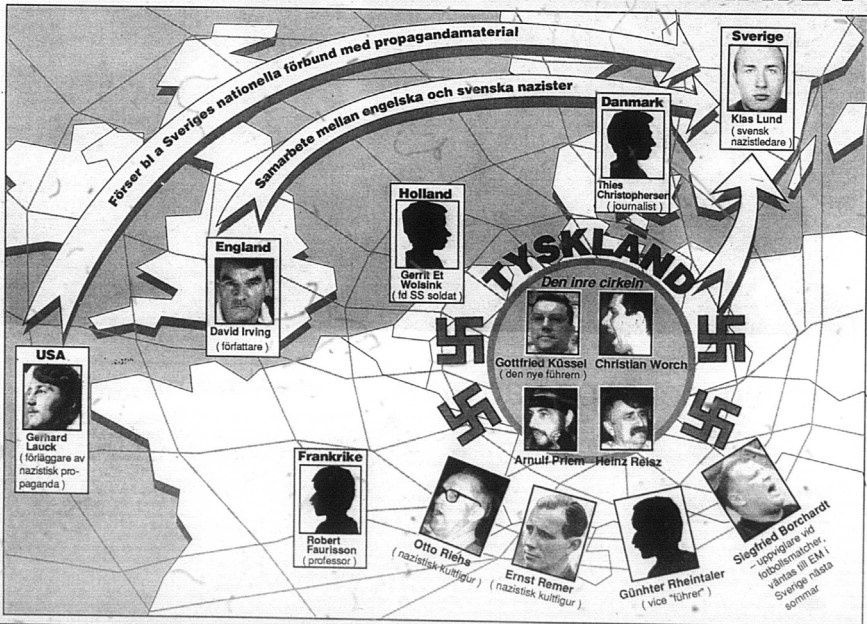 Förser bl a Sveriges nationella förbund med propagandamaterial
Samarbete mellan engelska och svenska nazister
Sverige
Klas Lund
( svensk
nazistledare )
Danmark
Thies
Christophersen
( journalist )
Holland
Gerrit Et
Wolsink
( fd SS soldat )
England
David Irving
( författare )
USA
Gerhard
Lauck
( förläggare av
nazistisk pro-
paganda )
Frankrike
Robert
Faurisson
( professor )
TYSKLAND
Den inre cirkeln
Gottfried Küssel
( den nye führern )
Christian Worch
Arnulf Priem
Heinz Reisz
Otto Riehs
( nazistisk kultfigur )
Ernst Remer
( nazistisk kultfigur )
Günhter Rheintaler
( vice "führer" )
Siegfried Borchardt
– uppviglare vid
fotbollsmatcher,
väntas till EM i
Sverige nästa
sommar